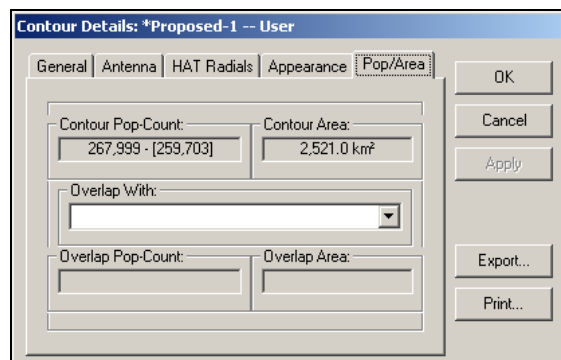 Contour Details: *Proposed-1 -- User
General Antenna HAT Radials Appearance Pop/Area
OK
Contour Pop-Count: Contour Area:
Cancel
267,999 - [259,703] 2,521.0 km²
Apply
Overlap With:
Overlap Pop-Count: Overlap Area:
Export...
Print...